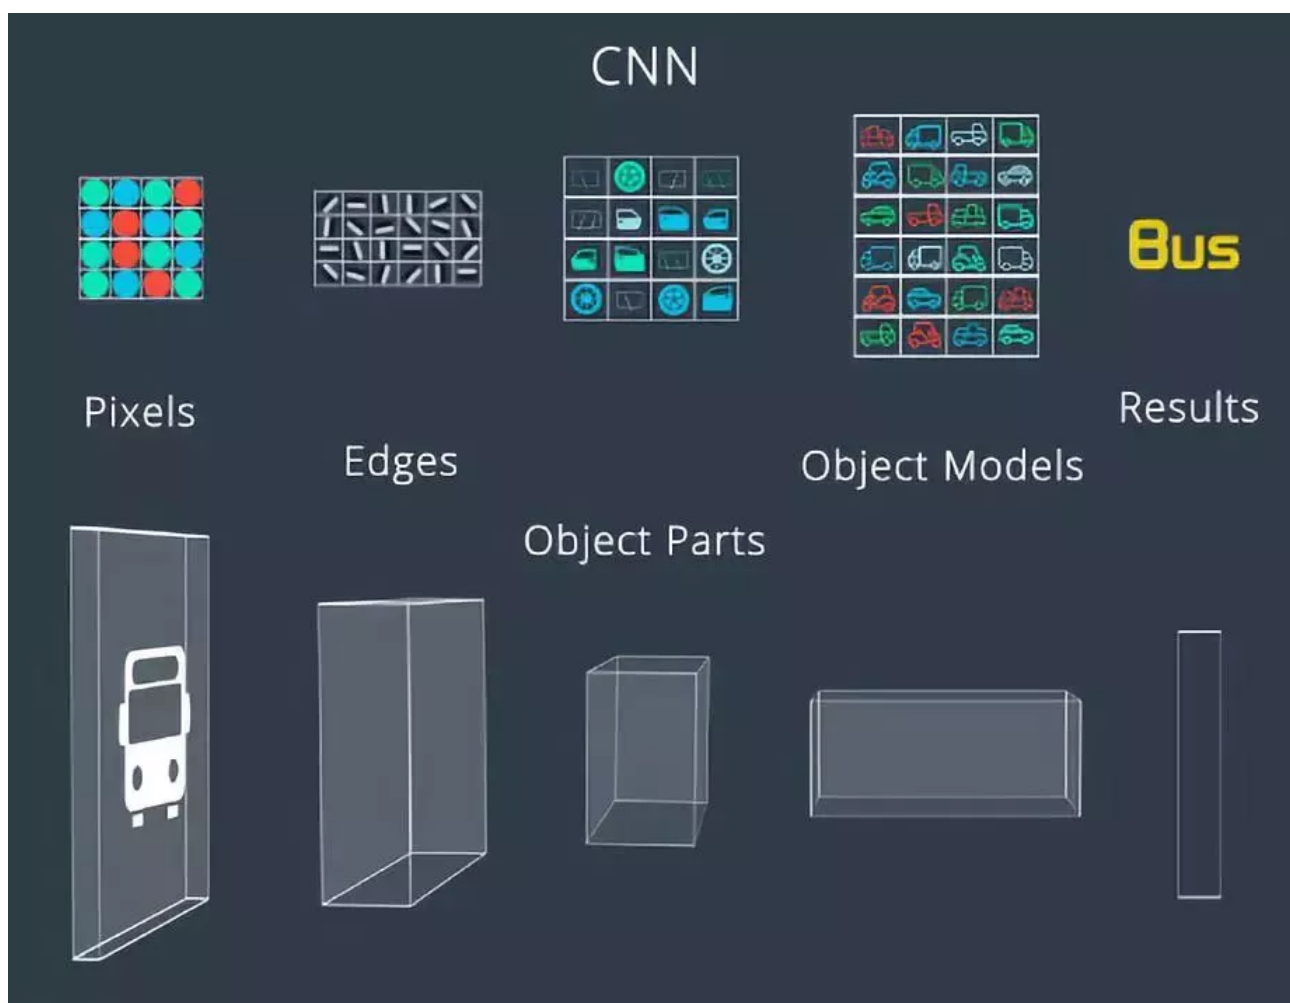 CNN
Bus
Pixels
Results
Edges
Object Models
Object Parts